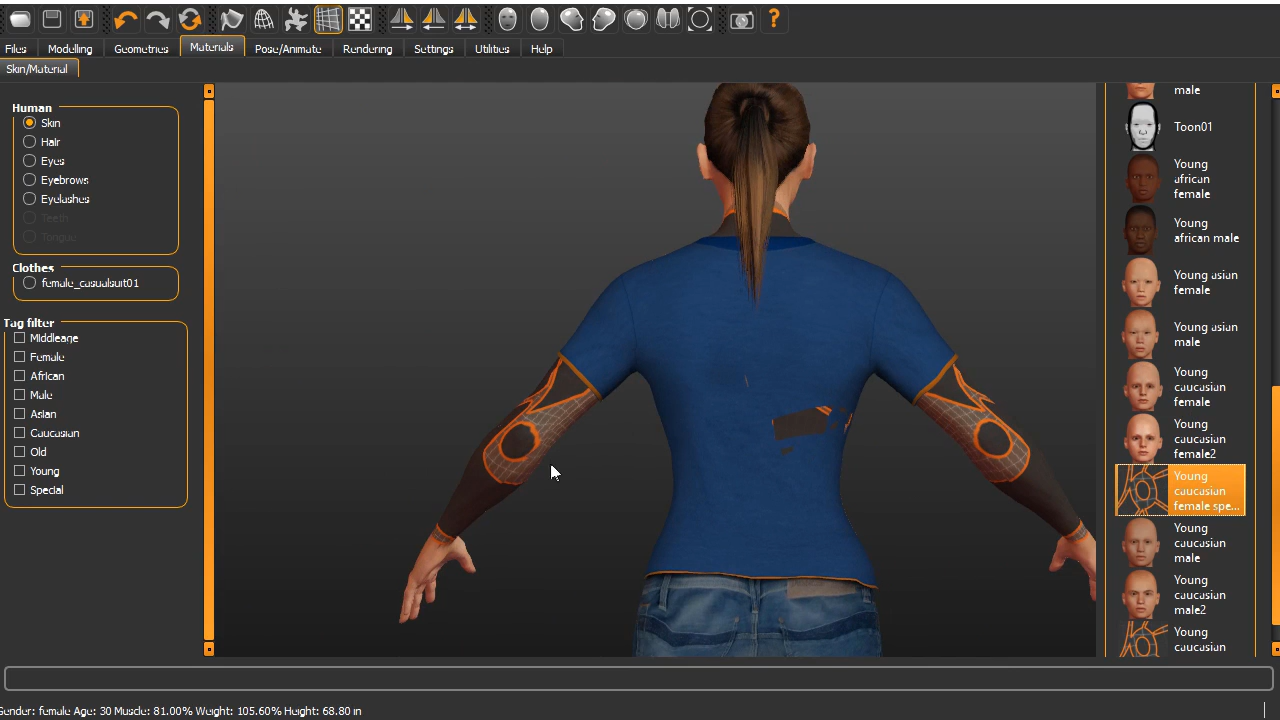 Files Modelling Geometries Materials Pose/Animate Rendering Settings Utilities Help
Skin/Material
Human
Skin
Hair
Eyes
Eyebrows
Eyelashes
Teeth
Tongue
Clothes
female_casualsuit01
Tag filter
Middleage
Female
African
Male
Asian
Caucasian
Old
Young
Special
male
Toon01
Young
african
female
Young
african male
Young asian
female
Young asian
male
Young
caucasian
female
Young
caucasian
female2
Young
caucasian
female spe...
Young
caucasian
male
Young
caucasian
male2
Young
caucasian
Gender: female Age: 30 Muscle: 81.00% Weight: 105.60% Height: 68.80 in